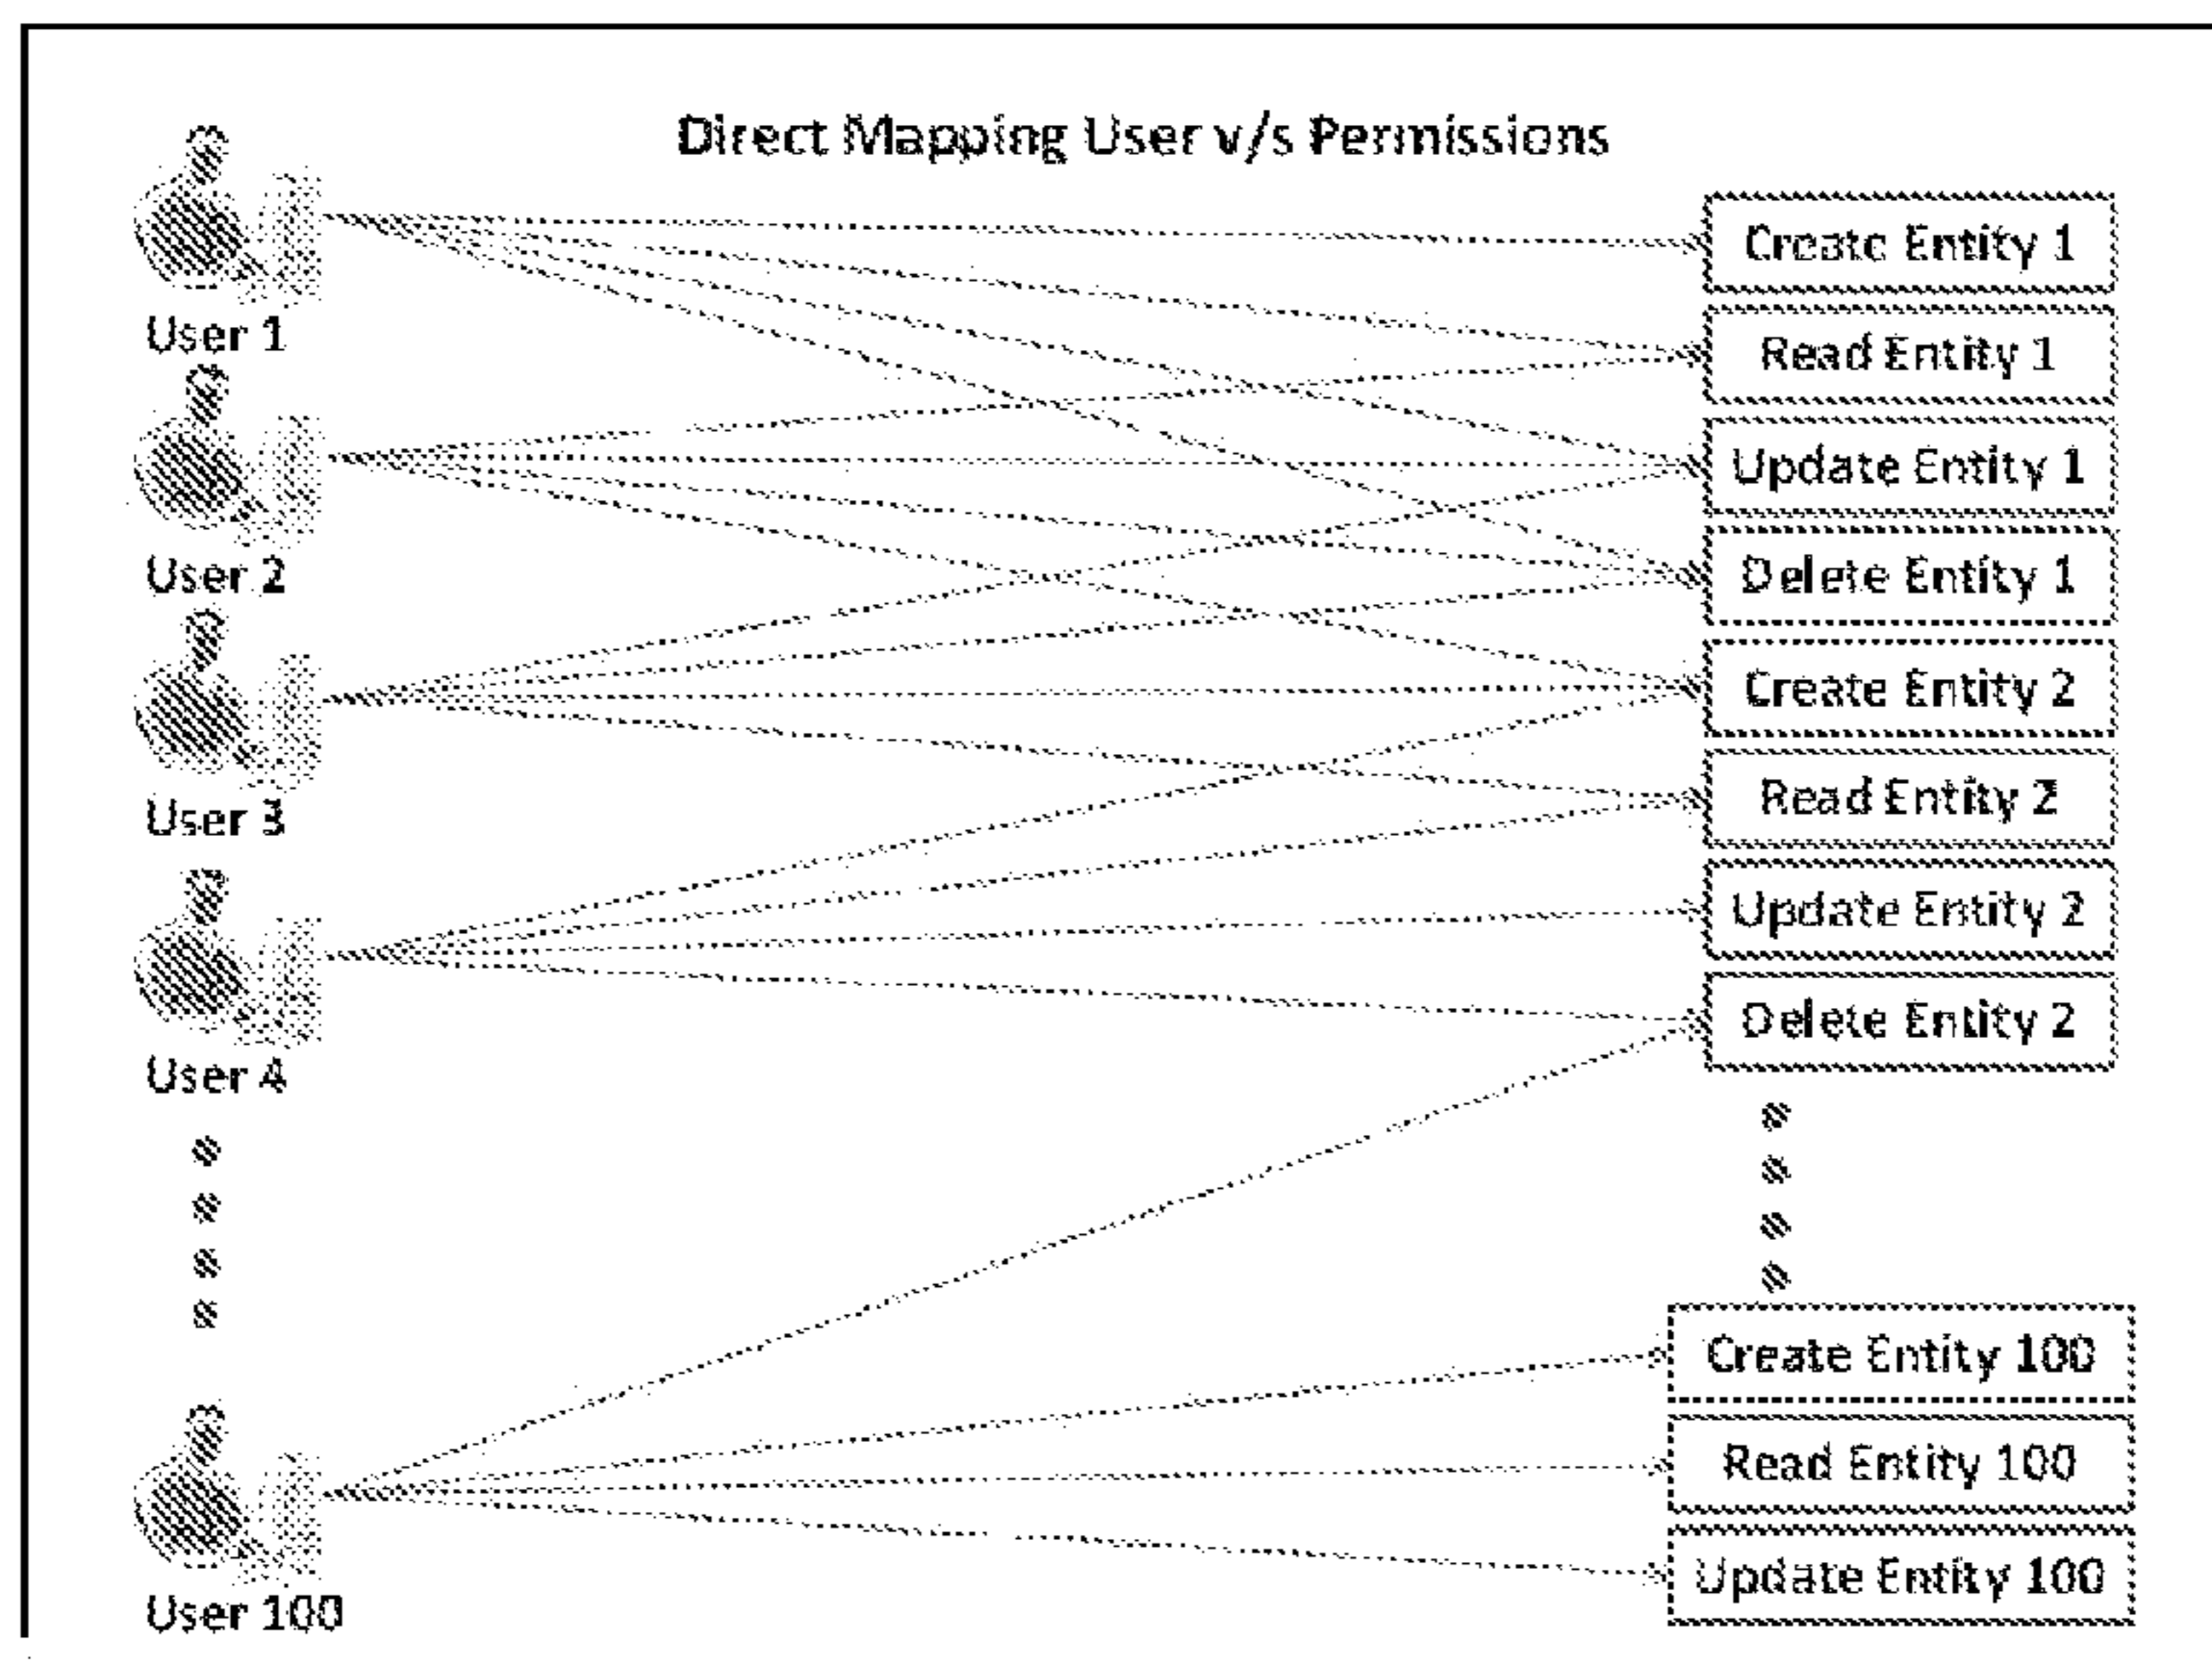 Direct Mapping User v/s Permissions
User 1
User 2
User 3
User 4
User 100
Create Entity 1
Read Entity 1
Update Entity 1
Delete Entity 1
Create Entity 2
Read Entity 2
Update Entity 2
Delete Entity 2
Create Entity 100
Read Entity 100
Update Entity 100